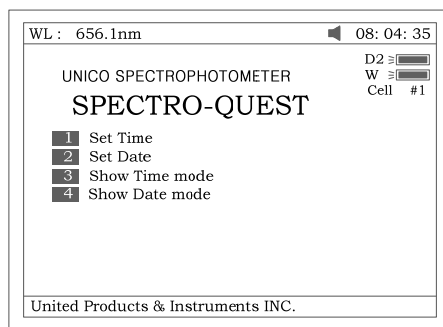 WL : 656.1nm 08: 04: 35
D2
W
Cell #1
UNICO SPECTROPHOTOMETER
SPECTRO-QUEST
1 Set Time
2 Set Date
3 Show Time mode
4 Show Date mode
United Products & Instruments INC.